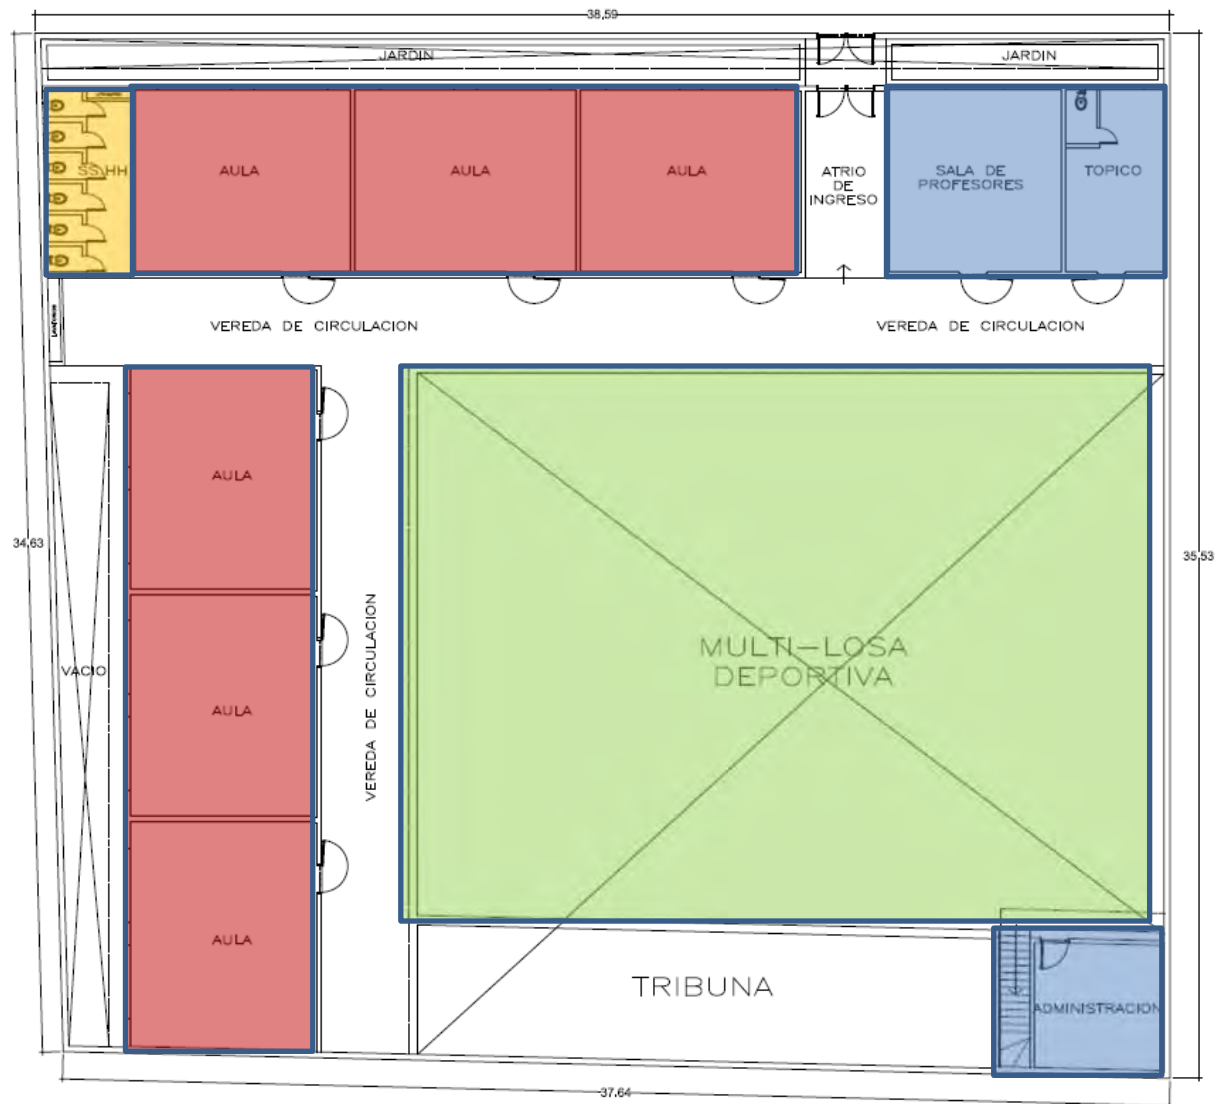 38.59
JARDIN
JARDIN
SS.HH
AULA
AULA
AULA
ATRIO
DE
INGRESO
SALA DE
PROFESORES
TOPICO
VEREDA DE CIRCULACION
VEREDA DE CIRCULACION
AULA
34.63
35.53
VEREDA DE CIRCULACION
MULTI-LOSA
DEPORTIVA
VACIO
AULA
AULA
TRIBUNA
ADMINISTRACION
37.64